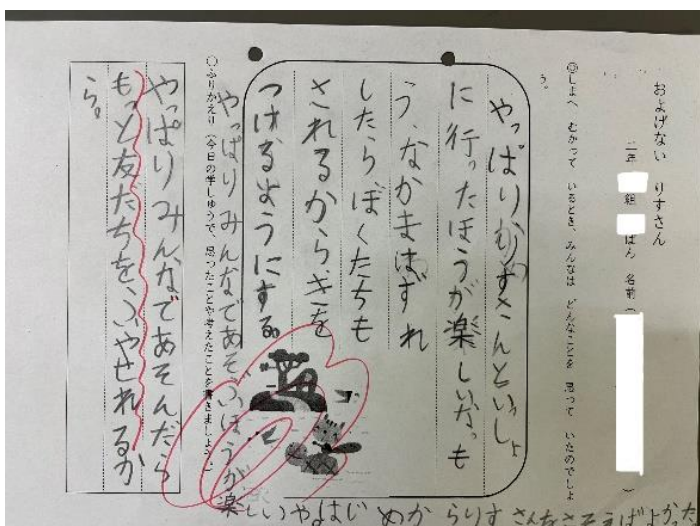 およげない りすさん
二年 組 ばん 名前(
◎しまへ むかって いるとき、みんなは どんなことを 思って いたのでしょう。
やっぱりりすさんといっしょ
に行ったほうが楽しいなっも
う、なかまはずれ
したら、ぼくたちも
されるから、きを
つけるようにする。
やっぱりみんなであそぶほうが楽しいやはじめかららりすさんをさそえばよかった
○ふりかえり(今日の学しゅうで、思ったことや考えたことを書きましょう。)
やっぱりみんなであそんだら
もっと友だちをふやせれるか
ら。